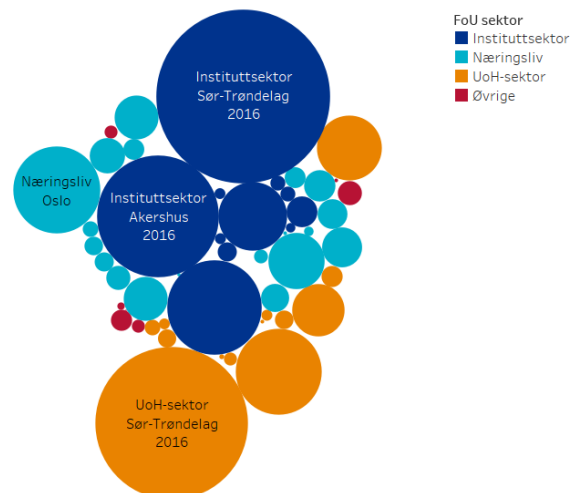 FoU sektor
Instituttsektor
Næringsliv
UoH-sektor
Øvrige
Instituttsektor
Sør-Trøndelag
2016
Næringsliv
Oslo
Instituttsektor
Akershus
2016
UoH-sektor
Sør-Trøndelag
2016